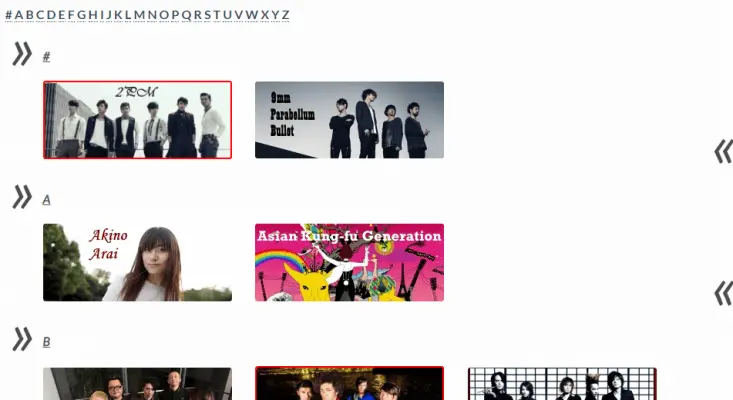 # A B C D E F G H I J K L M N O P Q R S T U V W X Y Z
#
2PM
9mm
Parabellum
Bullet
A
Akino
Arai
Asian Kung-fu Generation
B